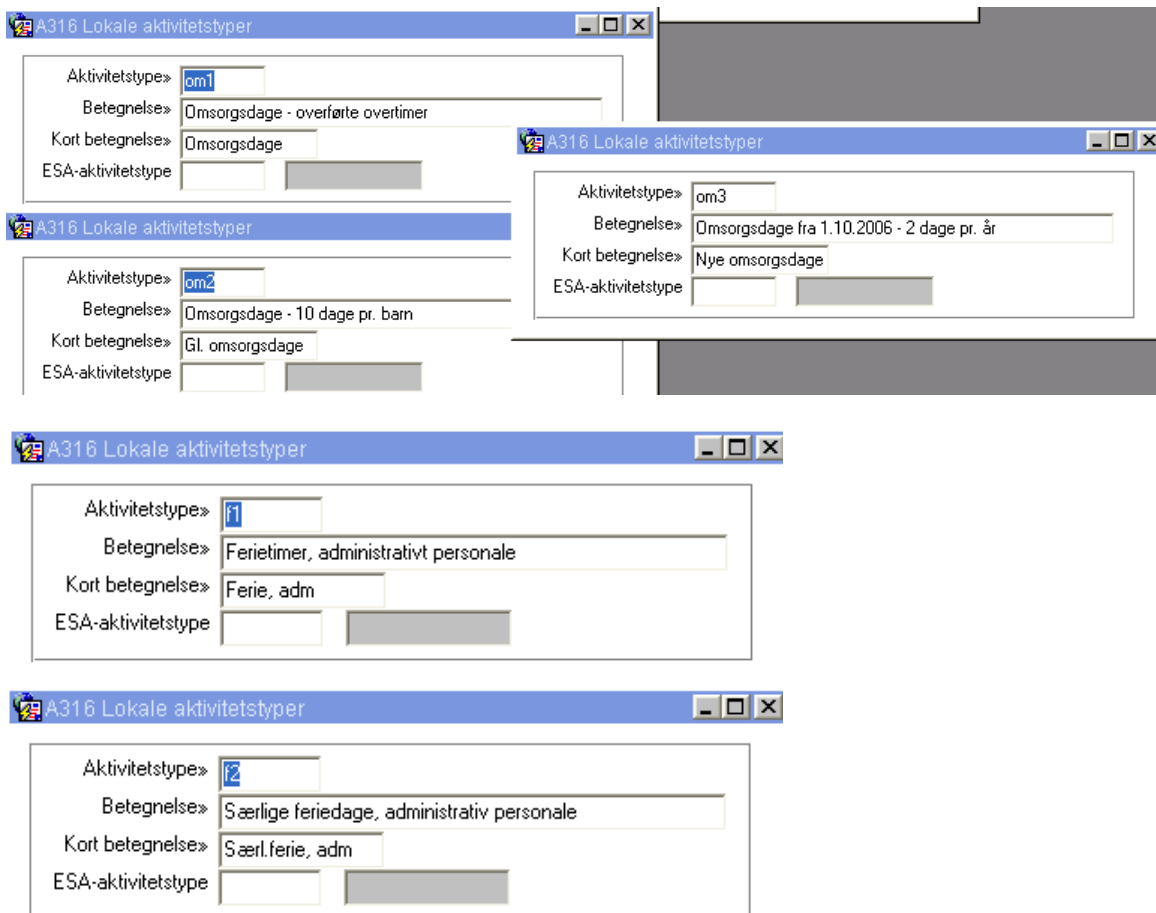 A316 Lokale aktivitetstyper
Aktivitetstype» om1
Betegnelse» Omsorgsdage - overførte overtimer
Kort betegnelse» Omsorgsdage
ESA-aktivitetstype
A316 Lokale aktivitetstyper
Aktivitetstype» om2
Betegnelse» Omsorgsdage - 10 dage pr. barn
Kort betegnelse» Gl. omsorgsdage
ESA-aktivitetstype
A316 Lokale aktivitetstyper
Aktivitetstype» om3
Betegnelse» Omsorgsdage fra 1.10.2006 - 2 dage pr. år
Kort betegnelse» Nye omsorgsdage
ESA-aktivitetstype
A316 Lokale aktivitetstyper
Aktivitetstype» f1
Betegnelse» Ferietimer, administrativt personale
Kort betegnelse» Ferie, adm
ESA-aktivitetstype
A316 Lokale aktivitetstyper
Aktivitetstype» f2
Betegnelse» Særlige feriedage, administrativ personale
Kort betegnelse» Særl.ferie, adm
ESA-aktivitetstype